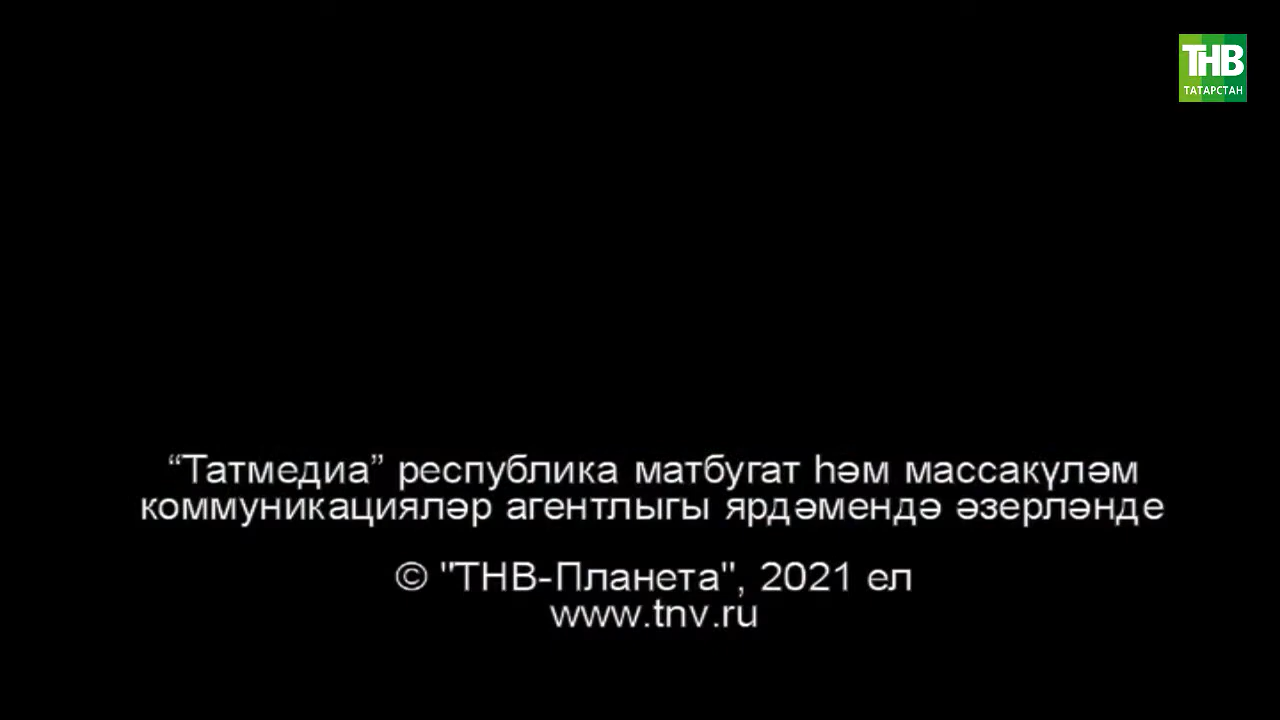 ТНВ
ТАТАРСТАН
“Татмедиа” республика матбугат һәм массакүләм
коммуникацияләр агентлыгы ярдәмендә әзерләнде
© "ТНВ-Планета", 2021 ел
www.tnv.ru